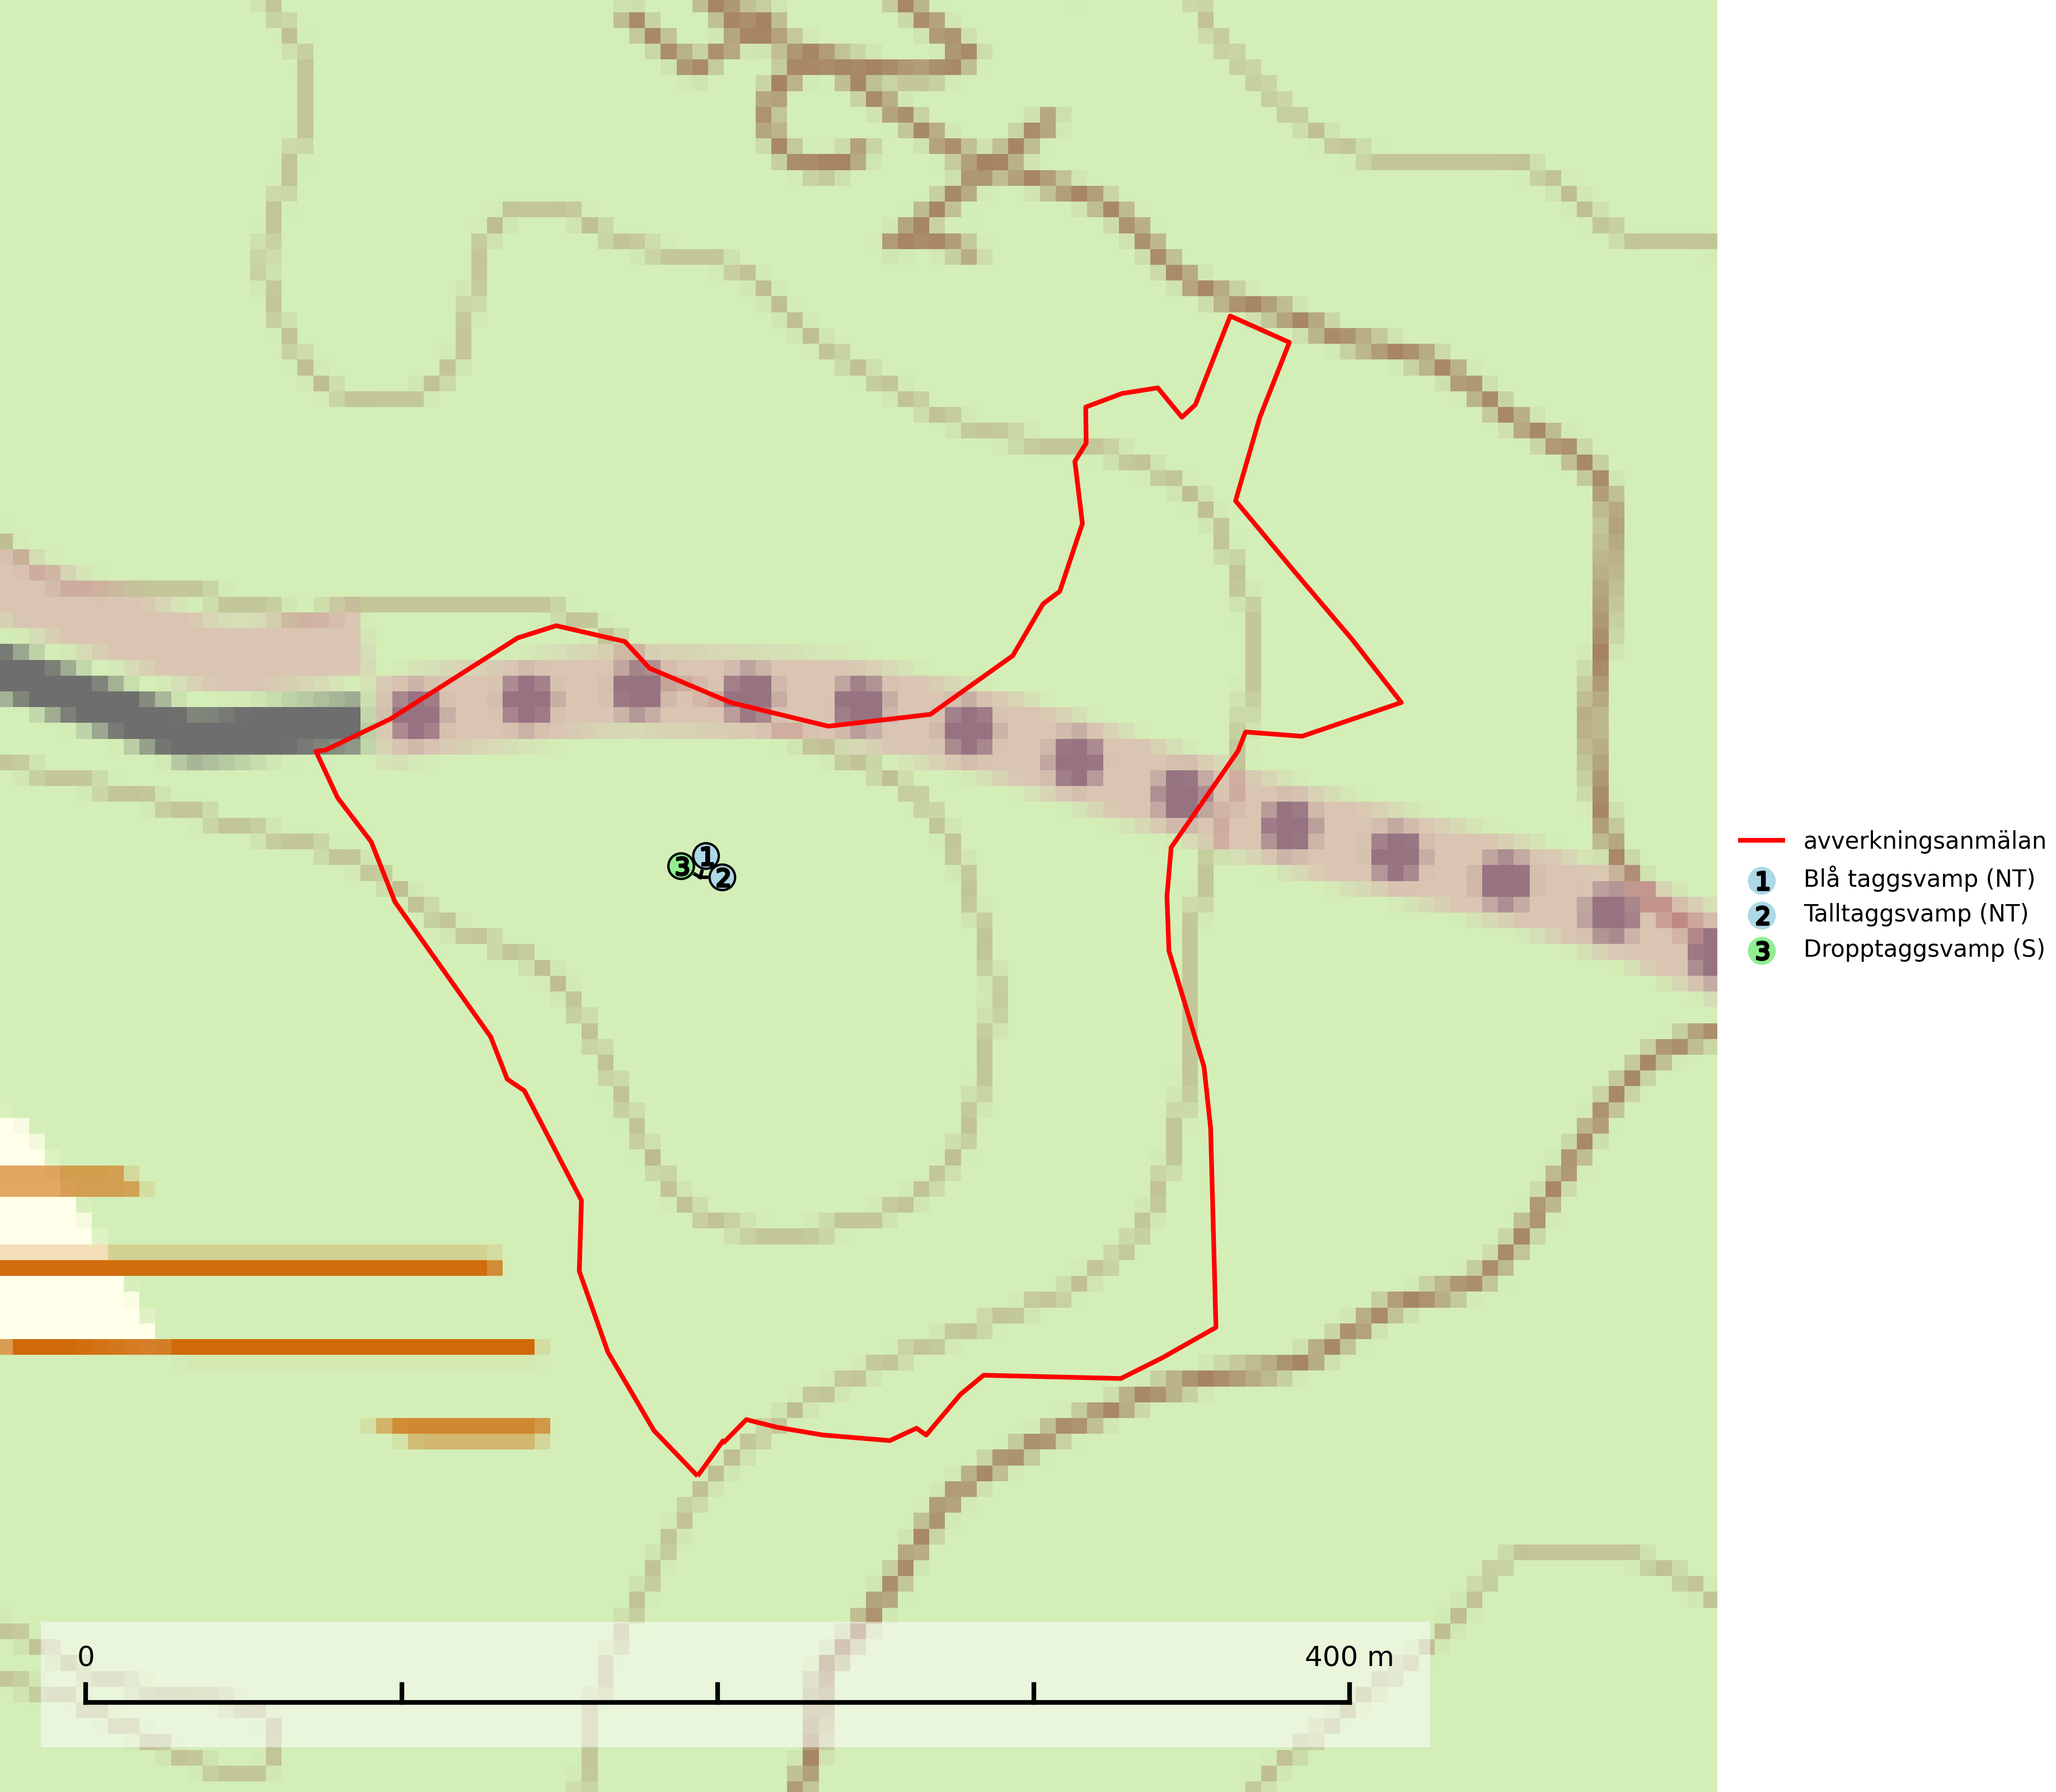 3
1
2
avverkningsanmälan
1 Blå taggsvamp (NT)
2 Talltaggsvamp (NT)
3 Dropptaggsvamp (S)
0 400 m